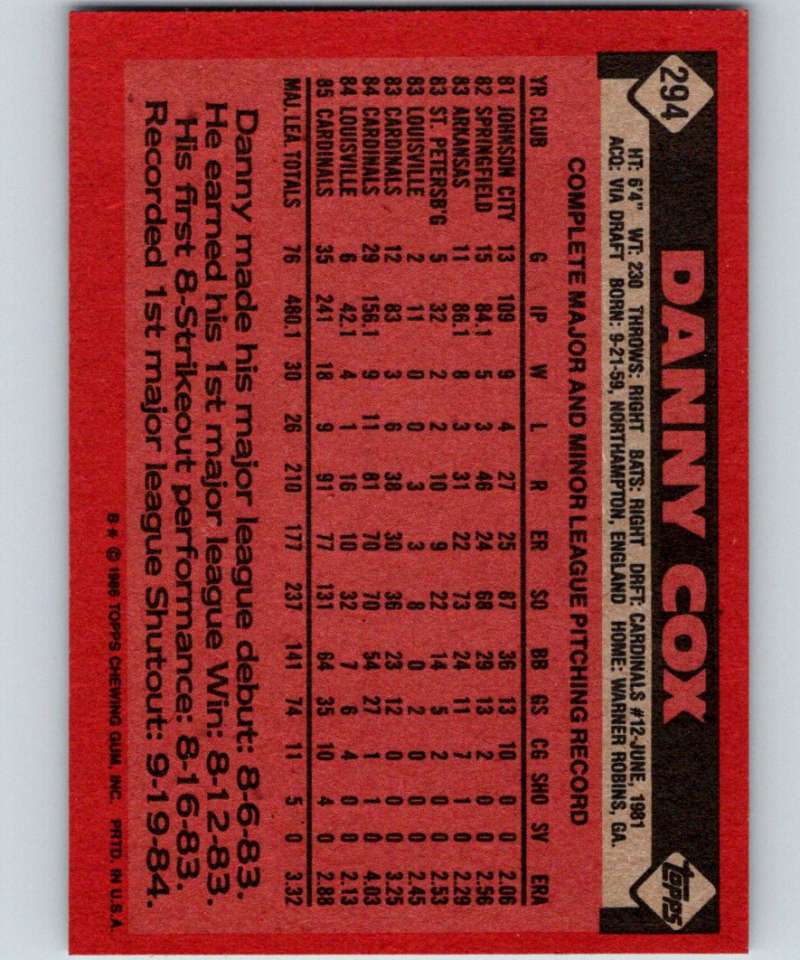 294
DANNY COX
topps
HT: 6'4" WT: 230 THROWS: RIGHT BATS: RIGHT DRFT: CARDINALS #12-JUNE, 1981
ACQ: VIA DRAFT BORN: 9-21-59, NORTHAMPTON, ENGLAND HOME: WARNER ROBINS, GA.
COMPLETE MAJOR AND MINOR LEAGUE PITCHING RECORD
YR CLUB G IP W L R ER SO BB GS CG SHO SV ERA
81 JOHNSON CITY 13 109 9 4 27 25 87 36 13 10 0 0 2.06
82 SPRINGFIELD 15 84.1 5 3 46 24 68 29 13 2 0 0 2.56
83 ARKANSAS 11 86.1 8 3 31 22 73 24 11 7 1 0 2.29
83 ST. PETERSB'G 5 32 2 2 10 9 22 14 5 2 0 0 2.53
83 LOUISVILLE 2 11 0 0 3 3 8 0 2 0 0 0 2.45
83 CARDINALS 12 83 3 6 38 30 36 23 12 0 0 0 3.25
84 CARDINALS 29 156.1 9 11 81 70 70 54 27 1 1 0 4.03
84 LOUISVILLE 6 42.1 4 1 16 10 32 7 6 4 0 0 2.13
85 CARDINALS 35 241 18 9 91 77 131 64 35 10 4 0 2.88
MAJ. LEA. TOTALS 76 480.1 30 26 210 177 237 141 74 11 5 0 3.32
Danny made his major league debut: 8-6-83.
He earned his 1st major league Win: 8-12-83.
His first 8-Strikeout performance: 8-16-83.
Recorded 1st major league Shutout: 9-19-84.
B* © 1986 TOPPS CHEWING GUM, INC. PRTD. IN U.S.A.